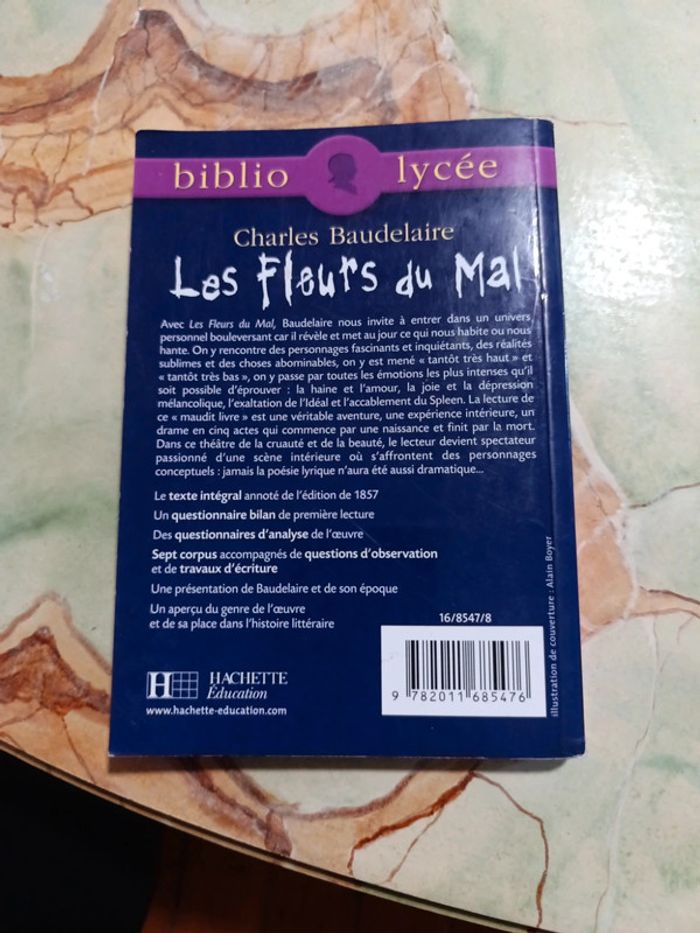 biblio lycée
Charles Baudelaire
Les Fleurs du Mal
Avec Les Fleurs du Mal, Baudelaire nous invite à entrer dans un univers
personnel bouleversant car il révèle et met au jour ce qui nous habite ou nous
hante. On y rencontre des personnages fascinants et inquiétants, des réalités
sublimes et des choses abominables, on y est mené « tantôt très haut » et
« tantôt très bas », on y passe par toutes les émotions les plus intenses qu'il
soit possible d'éprouver : la haine et l'amour, la joie et la dépression
mélancolique, l'exaltation de l'Idéal et l'accablement du Spleen. La lecture de
ce « maudit livre » est une véritable aventure, une expérience intérieure, un
drame en cinq actes qui commence par une naissance et finit par la mort.
Dans ce théâtre de la cruauté et de la beauté, le lecteur devient spectateur
passionné d'une scène intérieure où s'affrontent des personnages
conceptuels : jamais la poésie lyrique n'aura été aussi dramatique...
Le texte intégral annoté de l'édition de 1857
Un questionnaire bilan de première lecture
Des questionnaires d'analyse de l'œuvre
Sept corpus accompagnés de questions d'observation
et de travaux d'écriture
Une présentation de Baudelaire et de son époque
Un aperçu du genre de l'œuvre
et de sa place dans l'histoire littéraire
16/8547/8
H HACHETTE
Éducation
www.hachette-education.com
9 782011 685476
illustration de couverture : Alain Boyer